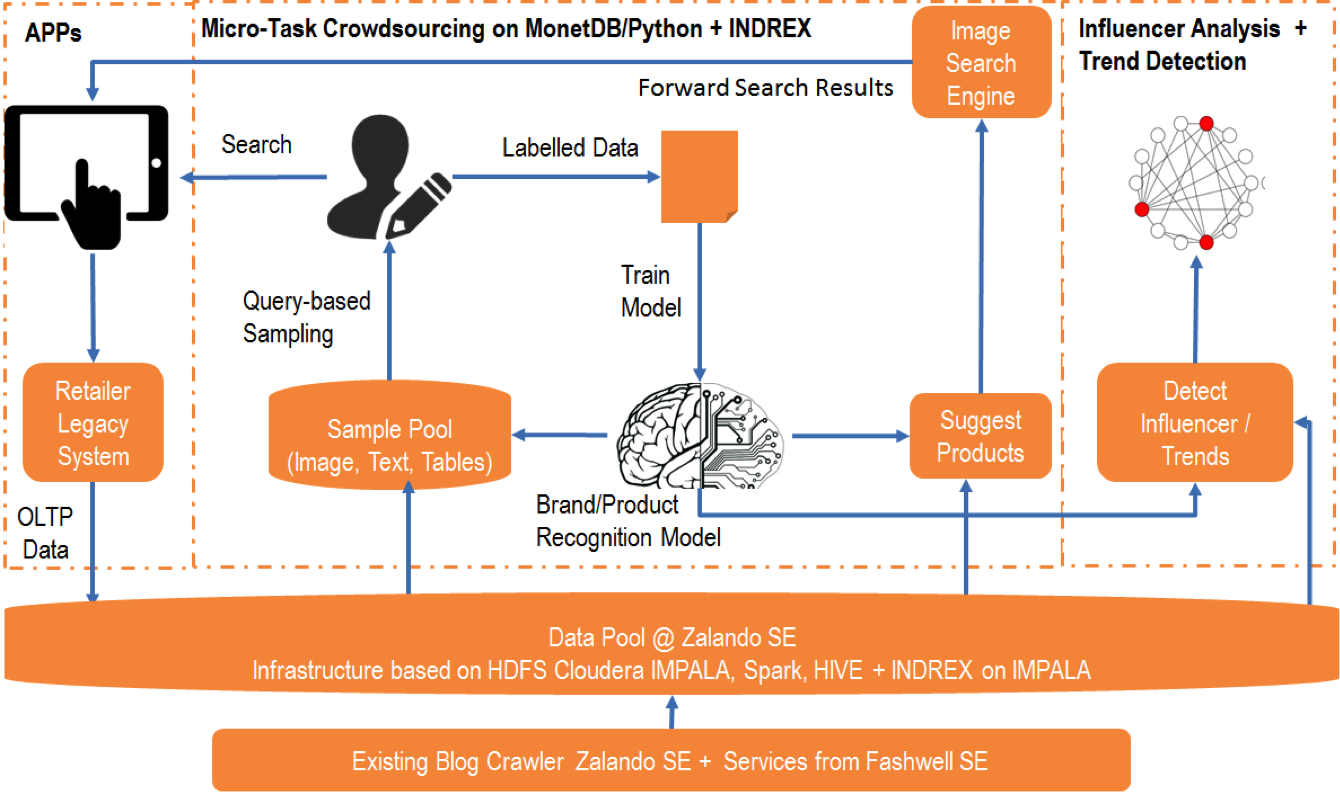 APPs
Micro-Task Crowdsourcing on MonetDB/Python + INDREX
Image
Search
Engine
Influencer Analysis +
Trend Detection
Forward Search Results
Search
Labelled Data
Query-based
Sampling
Train
Model
Retailer
Legacy
System
Sample Pool
(Image, Text, Tables)
Suggest
Products
Detect
Influencer /
Trends
OLTP
Data
Brand/Product
Recognition Model
Data Pool @ Zalando SE
Infrastructure based on HDFS Cloudera IMPALA, Spark, HIVE + INDREX on IMPALA
Existing Blog Crawler Zalando SE + Services from Fashwell SE